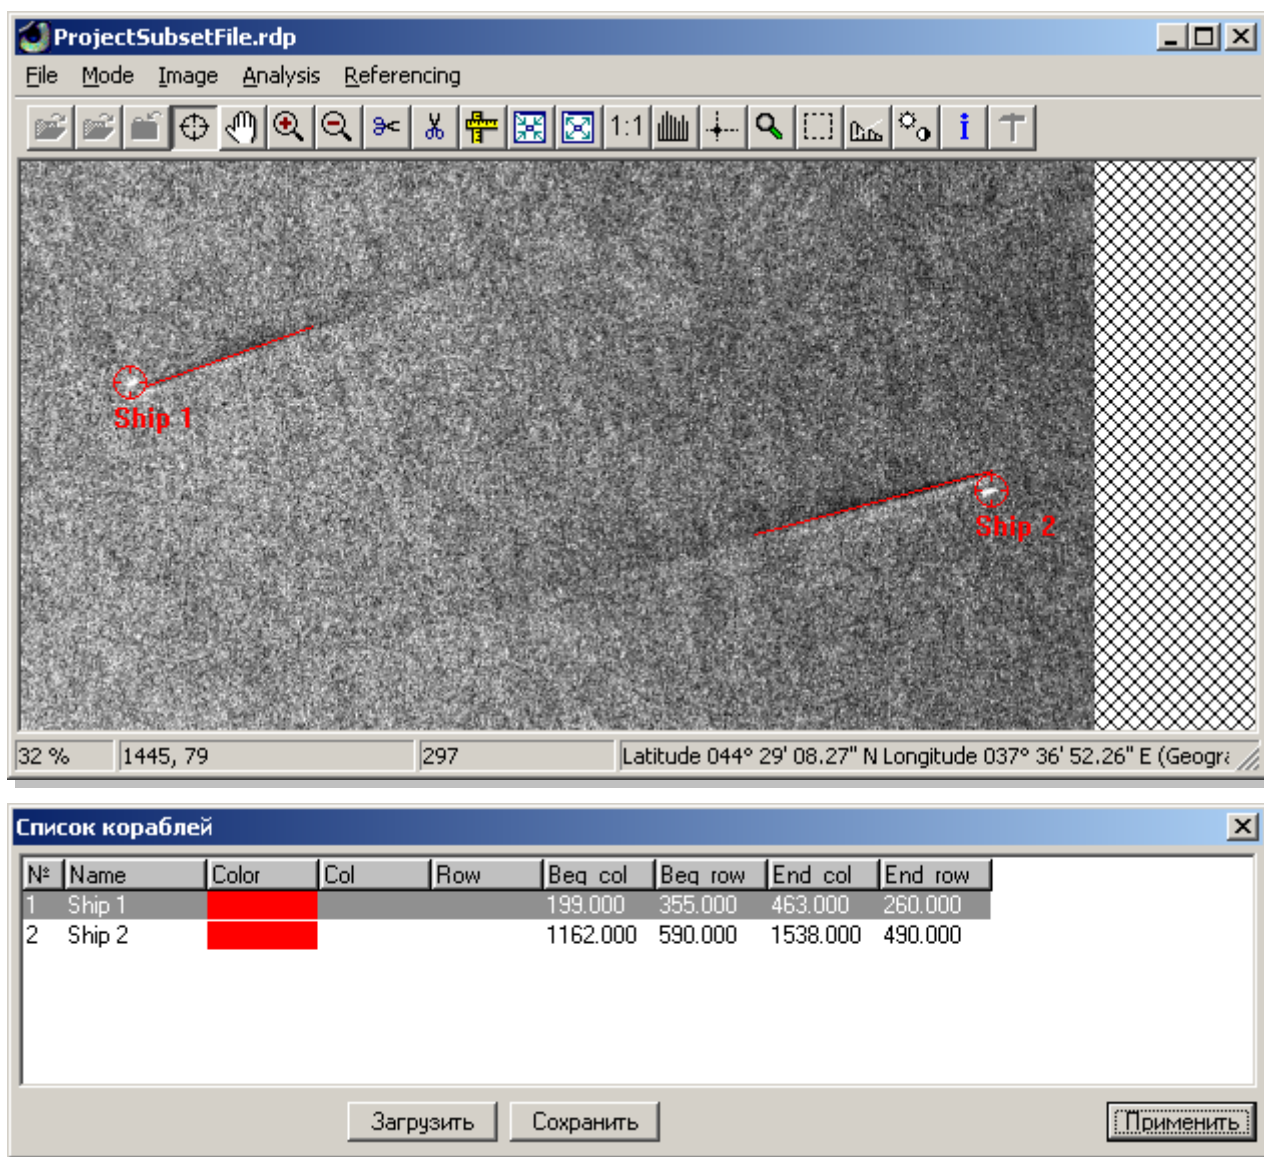 ProjectSubsetFile.rdp
File Mode Image Analysis Referencing
1:1
Ship 1
Ship 2
32 % 1445, 79 297 Latitude 044° 29' 08.27" N Longitude 037° 36' 52.26" E (Geogra
Список кораблей
№ Name Color Col Row Beg col Beg row End col End row
1 Ship 1 199.000 355.000 463.000 260.000
2 Ship 2 1162.000 590.000 1538.000 490.000
Загрузить Сохранить Применить